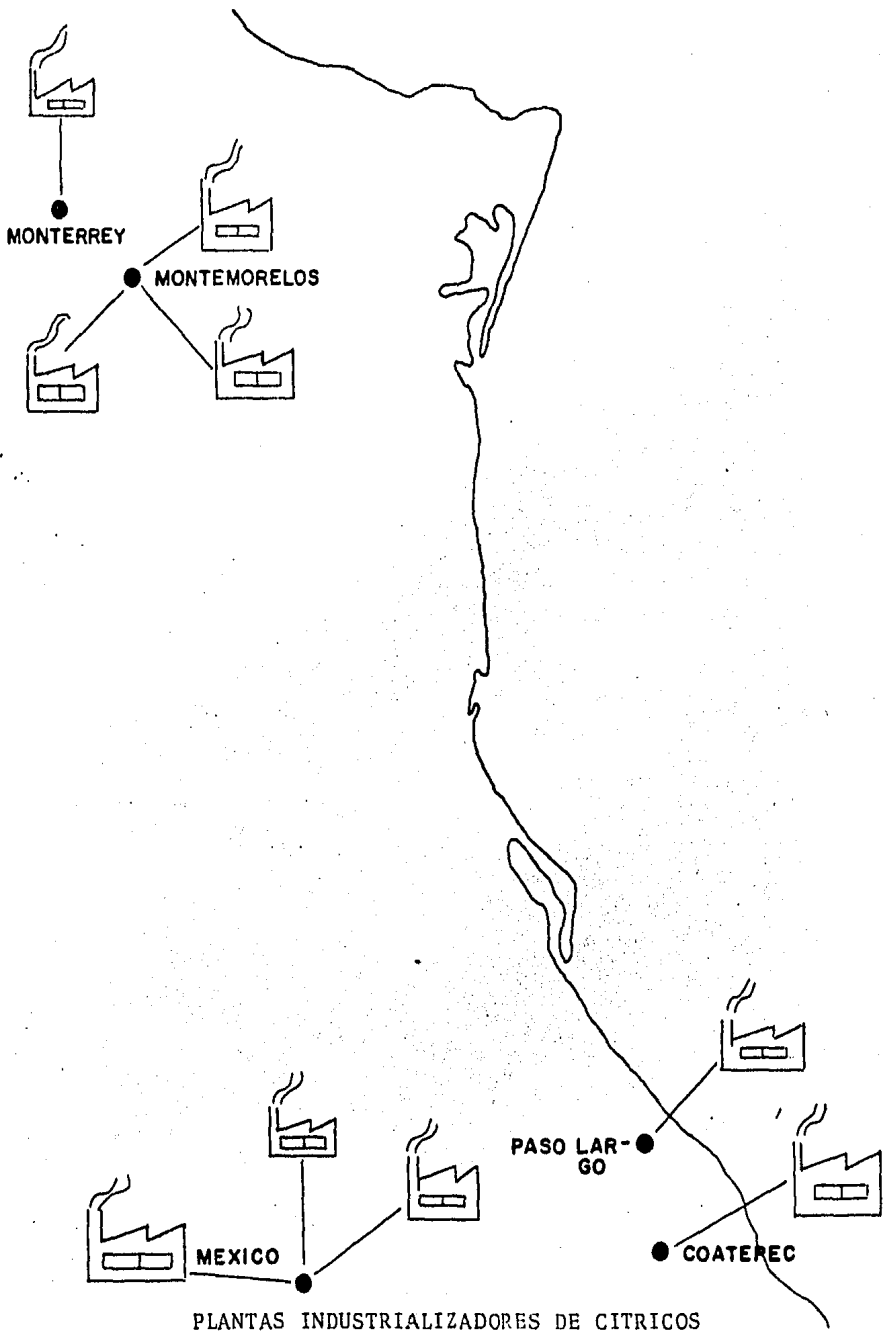 MONTERREY
MONTEMORELOS
PASO LAR-
GO
MEXICO
COATEPEC
PLANTAS INDUSTRIALIZADORES DE CITRICOS